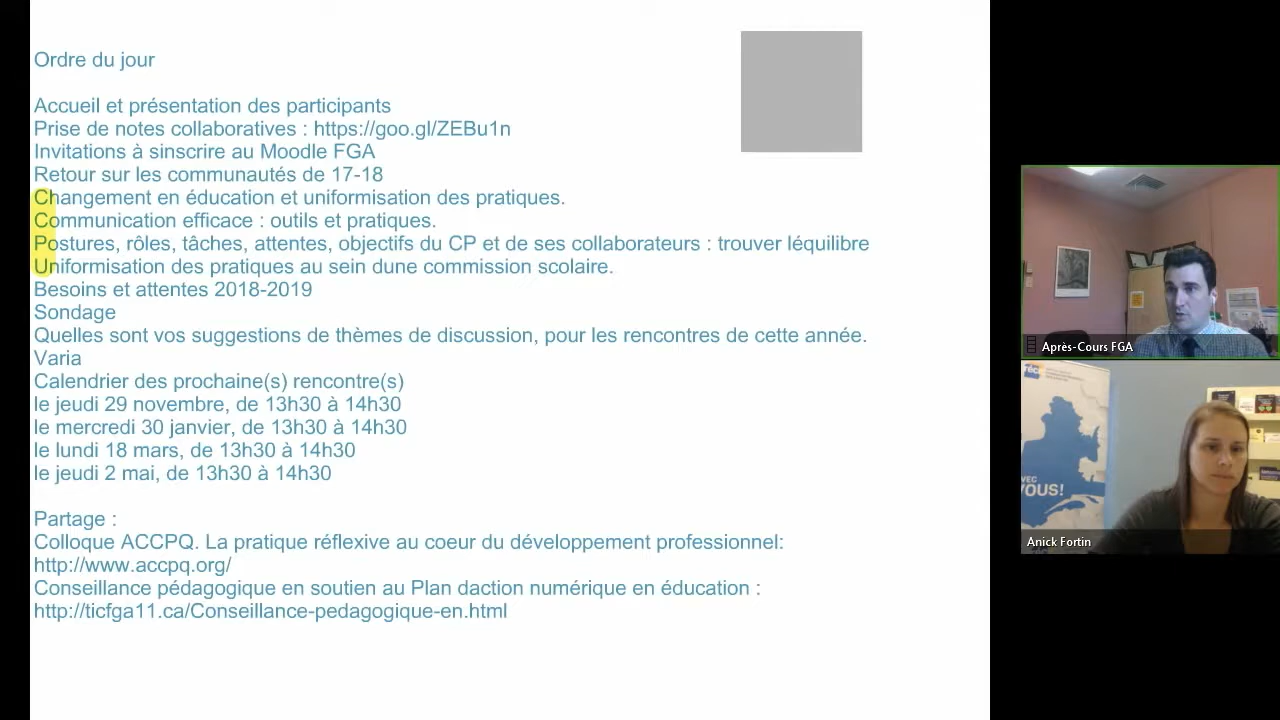 Ordre du jour
Accueil et présentation des participants
Prise de notes collaboratives : https://goo.gl/ZEBu1n
Invitations à sinscrire au Moodle FGA
Retour sur les communautés de 17-18
Changement en éducation et uniformisation des pratiques.
Communication efficace : outils et pratiques.
Postures, rôles, tâches, attentes, objectifs du CP et de ses collaborateurs : trouver léquilibre
Uniformisation des pratiques au sein dune commission scolaire.
Besoins et attentes 2018-2019
Sondage
Quelles sont vos suggestions de thèmes de discussion, pour les rencontres de cette année.
Varia
Calendrier des prochaine(s) rencontre(s)
le jeudi 29 novembre, de 13h30 à 14h30
le mercredi 30 janvier, de 13h30 à 14h30
le lundi 18 mars, de 13h30 à 14h30
le jeudi 2 mai, de 13h30 à 14h30
Partage :
Colloque ACCPQ. La pratique réflexive au coeur du développement professionnel:
http://www.accpq.org/
Conseillance pédagogique en soutien au Plan daction numérique en éducation :
http://ticfga11.ca/Conseillance-pedagogique-en.html
Après-Cours FGA
VOUS!
Anick Fortin